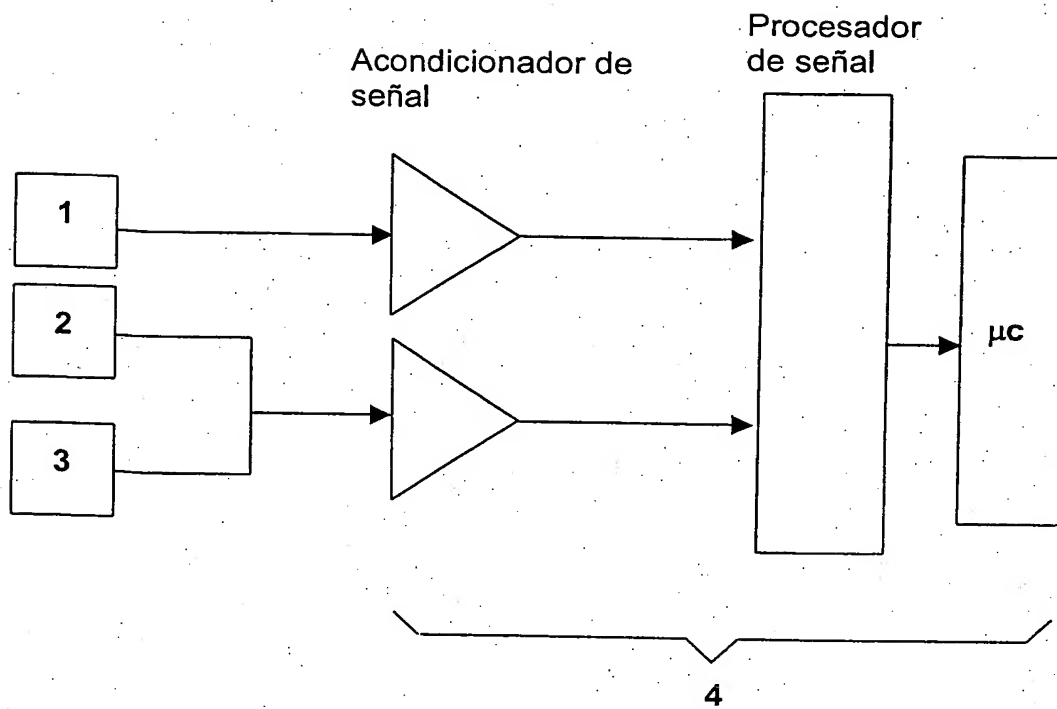 Procesador
de señal
Acondicionador de
señal
1
2
3
µc
4